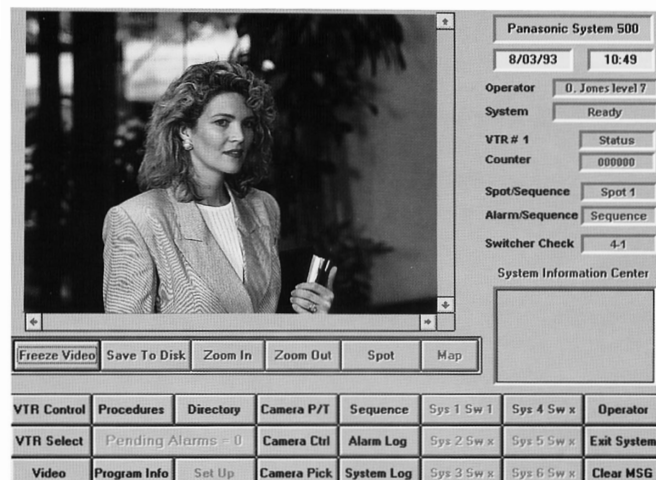 Panasonic System 500
8/03/93 10:49
Operator 0. Jones level 7
System Ready
VTR # 1 Status
Counter 000000
Spot/Sequence Spot 1
Alarm/Sequence Sequence
Switcher Check 4-1
System Information Center
Freeze Video Save To Disk Zoom In Zoom Out Spot Map
VTR Control Procedures Directory Camera P/T Sequence Sys 1 Sw 1 Sys 4 Sw x Operator
VTR Select Pending Alarms = 0 Camera Ctrl Alarm Log Sys 2 Sw x Sys 5 Sw x Exit System
Video Program Info Set Up Camera Pick System Log Sys 3 Sw x Sys 6 Sw x Clear MSG